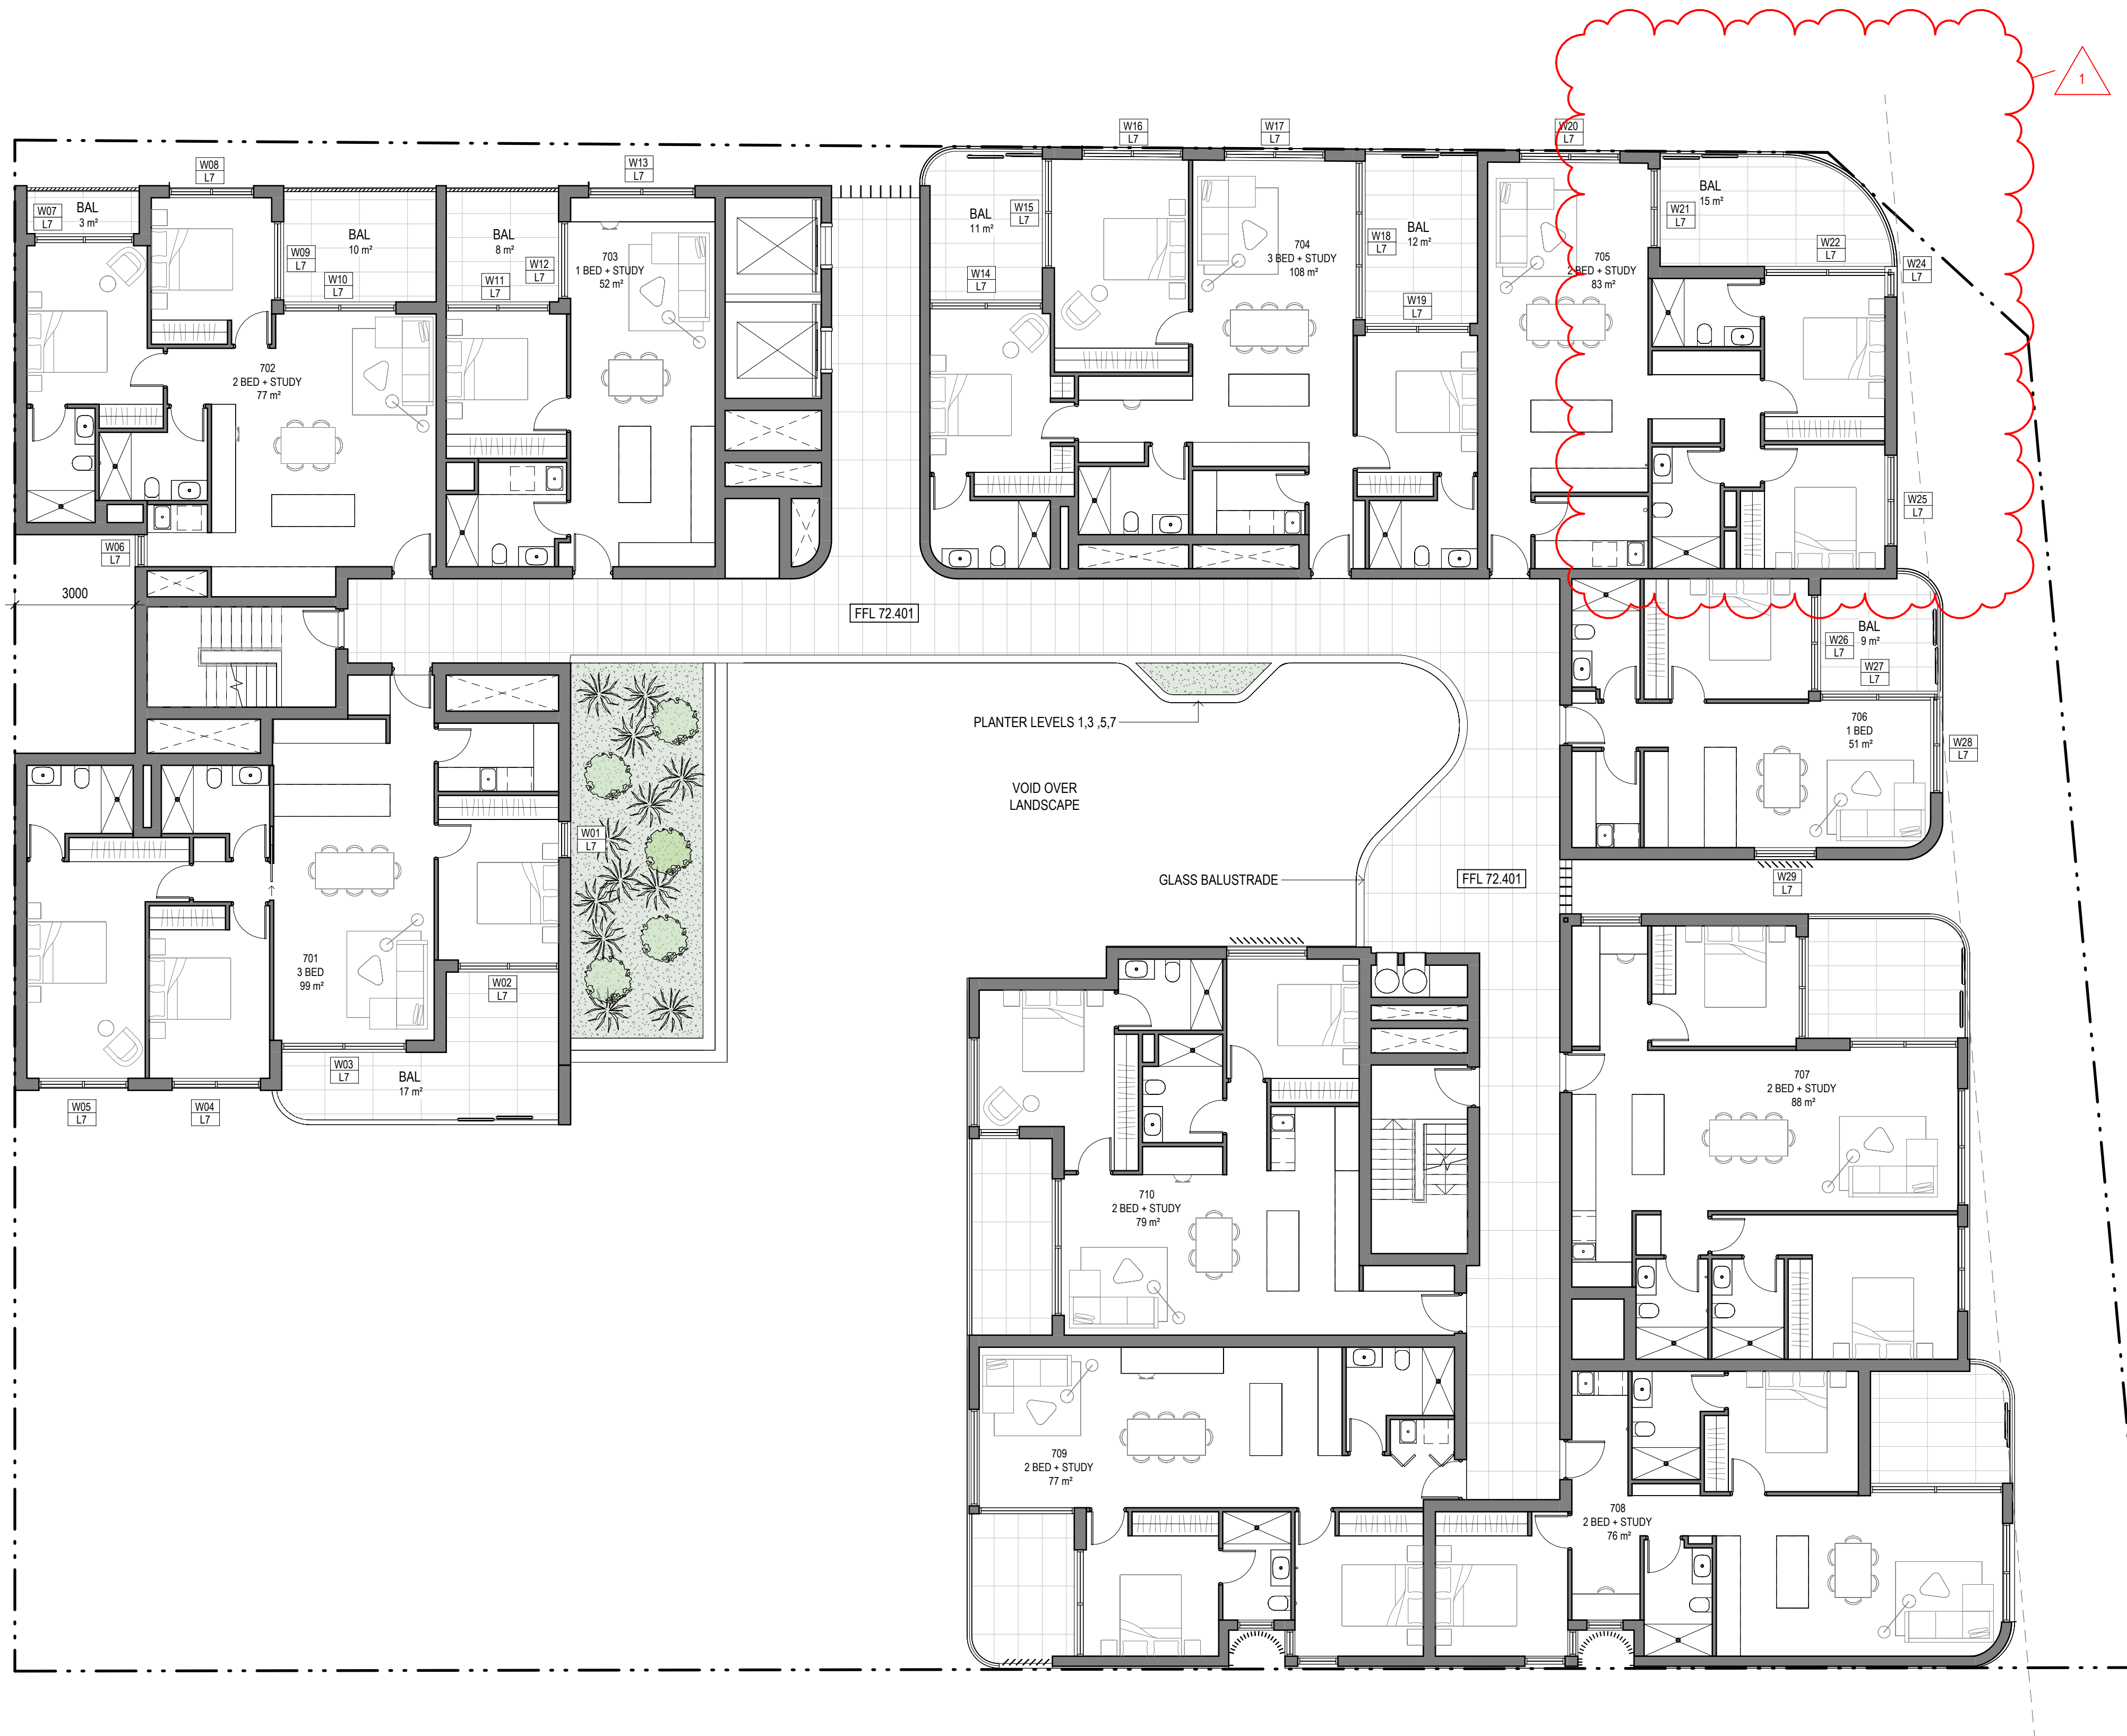 1
W16
L7
W17
L7
W20
L7
W08
L7
W13
L7
W07
L7
BAL
3 m²
W09
L7
BAL
10 m²
W10
L7
BAL
8 m²
W12
L7
W11
L7
703
1 BED + STUDY
52 m²
BAL
11 m²
W15
L7
W14
L7
704
3 BED + STUDY
108 m²
W18
L7
BAL
12 m²
W19
L7
705
2 BED + STUDY
83 m²
BAL
15 m²
W21
L7
W22
L7
W24
L7
702
2 BED + STUDY
77 m²
W25
L7
W06
L7
3000
FFL 72.401
BAL
9 m²
W26
L7
W27
L7
PLANTER LEVELS 1,3 ,5,7
706
1 BED
51 m²
W28
L7
VOID OVER
LANDSCAPE
W01
L7
GLASS BALUSTRADE
FFL 72.401
W29
L7
701
3 BED
99 m²
W02
L7
W03
L7
BAL
17 m²
W05
L7
W04
L7
707
2 BED + STUDY
88 m²
710
2 BED + STUDY
79 m²
709
2 BED + STUDY
77 m²
708
2 BED + STUDY
76 m²